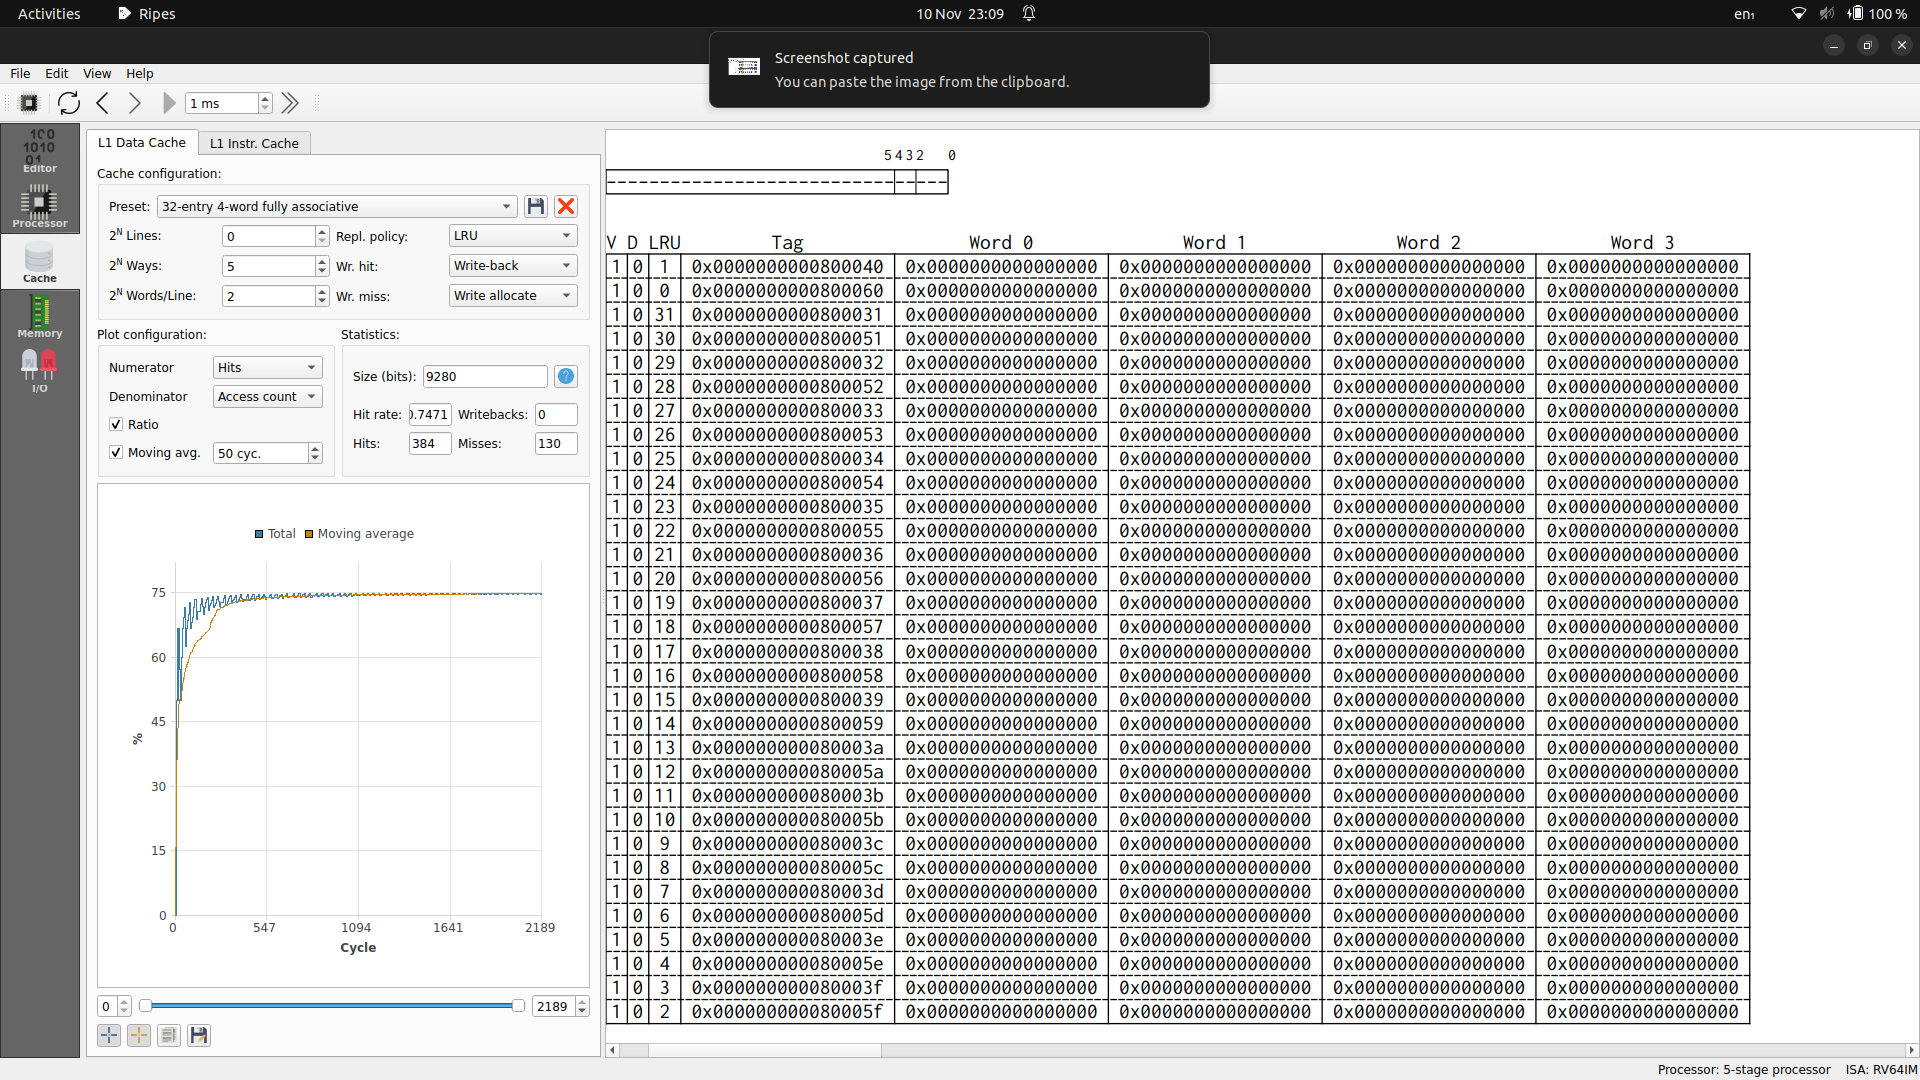 Activities Ripes 10 Nov 23:09 en₁ 100 %
Screenshot captured
You can paste the image from the clipboard.
File Edit View Help
1 ms
Editor
Processor
Cache
Memory
I/O
L1 Data Cache L1 Instr. Cache
Cache configuration:
Preset: 32-entry 4-word fully associative
2ᴺ Lines: 0 Repl. policy: LRU
2ᴺ Ways: 5 Wr. hit: Write-back
2ᴺ Words/Line: 2 Wr. miss: Write allocate
Plot configuration: Statistics:
Numerator Hits
Denominator Access count
Ratio
Moving avg. 50 cyc.
Size (bits): 9280
Hit rate: 0.7471 Writebacks: 0
Hits: 384 Misses: 130
Total Moving average
75
60
45
30
15
0
%
0 547 1094 1641 2189
Cycle
0 2189
5 4 3 2 0
V D LRU Tag Word 0 Word 1 Word 2 Word 3
1 0 1 0x0000000000800040 0x0000000000000000 0x0000000000000000 0x0000000000000000 0x0000000000000000
1 0 0 0x0000000000800060 0x0000000000000000 0x0000000000000000 0x0000000000000000 0x0000000000000000
1 0 31 0x0000000000800031 0x0000000000000000 0x0000000000000000 0x0000000000000000 0x0000000000000000
1 0 30 0x0000000000800051 0x0000000000000000 0x0000000000000000 0x0000000000000000 0x0000000000000000
1 0 29 0x0000000000800032 0x0000000000000000 0x0000000000000000 0x0000000000000000 0x0000000000000000
1 0 28 0x0000000000800052 0x0000000000000000 0x0000000000000000 0x0000000000000000 0x0000000000000000
1 0 27 0x0000000000800033 0x0000000000000000 0x0000000000000000 0x0000000000000000 0x0000000000000000
1 0 26 0x0000000000800053 0x0000000000000000 0x0000000000000000 0x0000000000000000 0x0000000000000000
1 0 25 0x0000000000800034 0x0000000000000000 0x0000000000000000 0x0000000000000000 0x0000000000000000
1 0 24 0x0000000000800054 0x0000000000000000 0x0000000000000000 0x0000000000000000 0x0000000000000000
1 0 23 0x0000000000800035 0x0000000000000000 0x0000000000000000 0x0000000000000000 0x0000000000000000
1 0 22 0x0000000000800055 0x0000000000000000 0x0000000000000000 0x0000000000000000 0x0000000000000000
1 0 21 0x0000000000800036 0x0000000000000000 0x0000000000000000 0x0000000000000000 0x0000000000000000
1 0 20 0x0000000000800056 0x0000000000000000 0x0000000000000000 0x0000000000000000 0x0000000000000000
1 0 19 0x0000000000800037 0x0000000000000000 0x0000000000000000 0x0000000000000000 0x0000000000000000
1 0 18 0x0000000000800057 0x0000000000000000 0x0000000000000000 0x0000000000000000 0x0000000000000000
1 0 17 0x0000000000800038 0x0000000000000000 0x0000000000000000 0x0000000000000000 0x0000000000000000
1 0 16 0x0000000000800058 0x0000000000000000 0x0000000000000000 0x0000000000000000 0x0000000000000000
1 0 15 0x0000000000800039 0x0000000000000000 0x0000000000000000 0x0000000000000000 0x0000000000000000
1 0 14 0x0000000000800059 0x0000000000000000 0x0000000000000000 0x0000000000000000 0x0000000000000000
1 0 13 0x000000000080003a 0x0000000000000000 0x0000000000000000 0x0000000000000000 0x0000000000000000
1 0 12 0x000000000080005a 0x0000000000000000 0x0000000000000000 0x0000000000000000 0x0000000000000000
1 0 11 0x000000000080003b 0x0000000000000000 0x0000000000000000 0x0000000000000000 0x0000000000000000
1 0 10 0x000000000080005b 0x0000000000000000 0x0000000000000000 0x0000000000000000 0x0000000000000000
1 0 9 0x000000000080003c 0x0000000000000000 0x0000000000000000 0x0000000000000000 0x0000000000000000
1 0 8 0x000000000080005c 0x0000000000000000 0x0000000000000000 0x0000000000000000 0x0000000000000000
1 0 7 0x000000000080003d 0x0000000000000000 0x0000000000000000 0x0000000000000000 0x0000000000000000
1 0 6 0x000000000080005d 0x0000000000000000 0x0000000000000000 0x0000000000000000 0x0000000000000000
1 0 5 0x000000000080003e 0x0000000000000000 0x0000000000000000 0x0000000000000000 0x0000000000000000
1 0 4 0x000000000080005e 0x0000000000000000 0x0000000000000000 0x0000000000000000 0x0000000000000000
1 0 3 0x000000000080003f 0x0000000000000000 0x0000000000000000 0x0000000000000000 0x0000000000000000
1 0 2 0x000000000080005f 0x0000000000000000 0x0000000000000000 0x0000000000000000 0x0000000000000000
Processor: 5-stage processor ISA: RV64IM